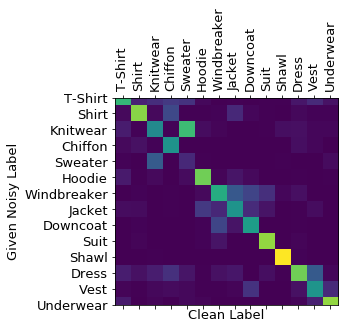 T-Shirt
Shirt
Knitwear
Chiffon
Sweater
Hoodie
Windbreaker
Jacket
Downcoat
Suit
Shawl
Dress
Vest
Underwear
Given Noisy Label
T-Shirt
Shirt
Knitwear
Chiffon
Sweater
Hoodie
Windbreaker
Jacket
Downcoat
Suit
Shawl
Dress
Vest
Underwear
Clean Label